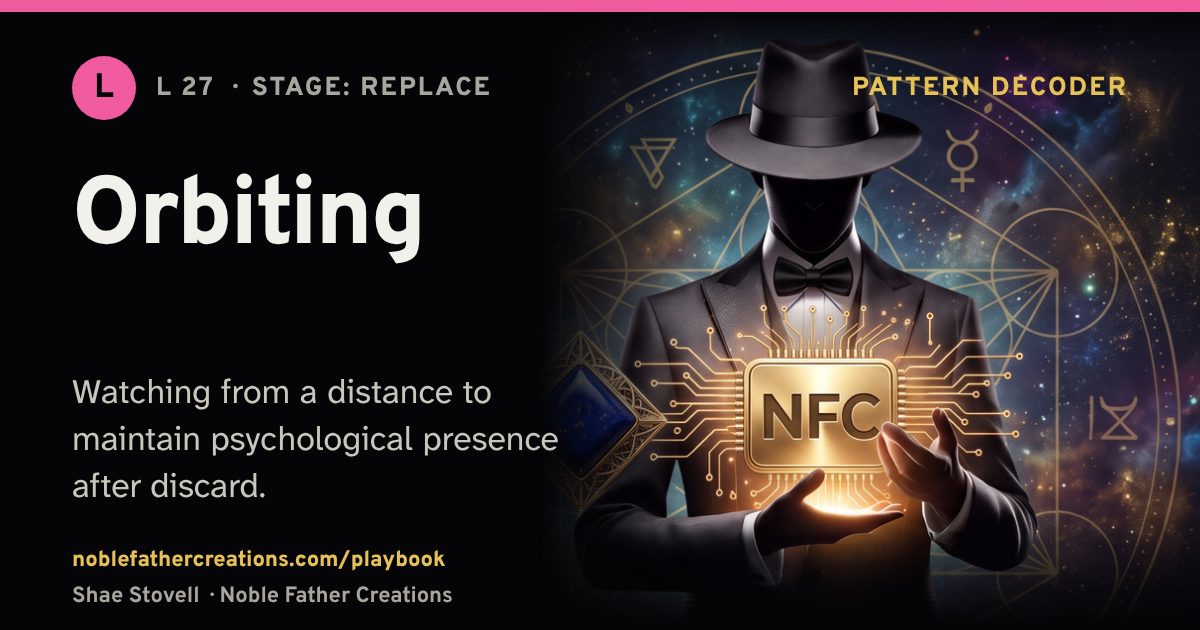 L
L 27 · STAGE: REPLACE
PATTERN DECODER
Orbiting
Watching from a distance to
maintain psychological presence
after discard.
noblefathercreations.com/playbook
Shae Stovell · Noble Father Creations
NFC